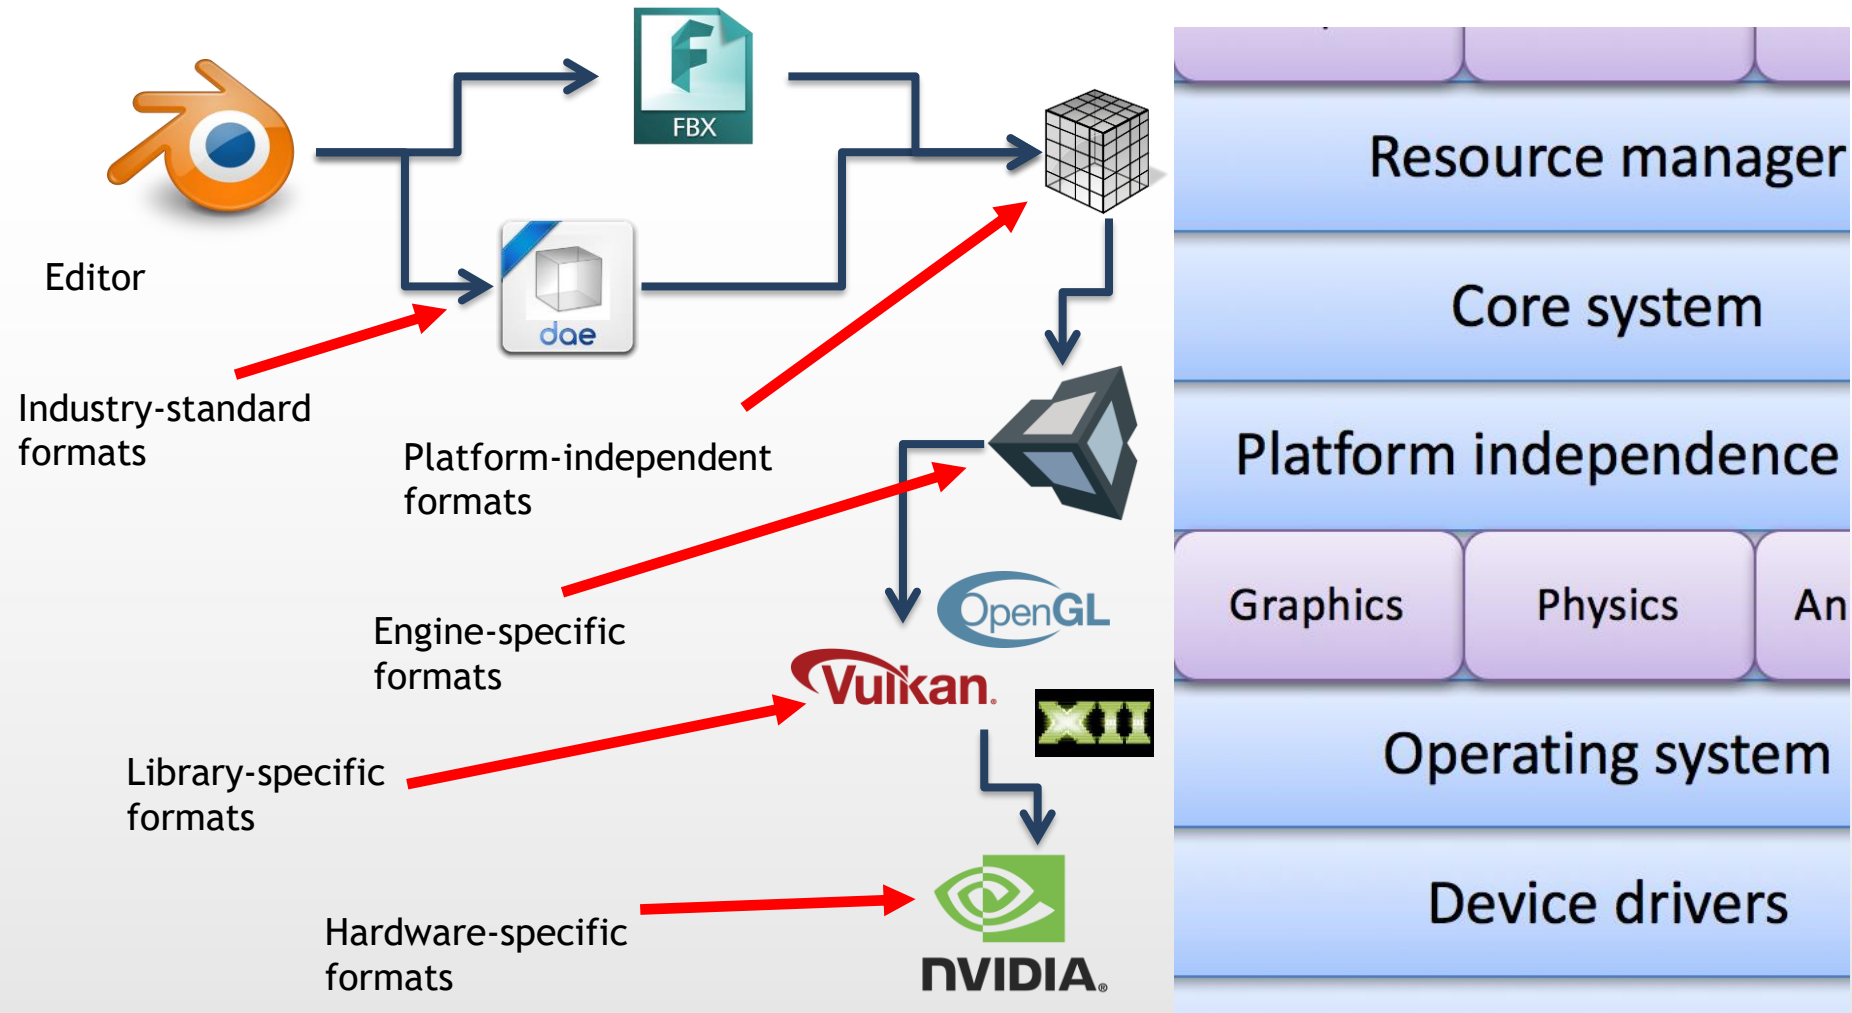 FBX
Editor
dae
Industry-standard
formats
Platform-independent
formats
Engine-specific
formats
OpenGL
Vulkan®
XII
Library-specific
formats
Hardware-specific
formats
NVIDIA®
Resource manager
Core system
Platform independence
Graphics
Physics
An
Operating system
Device drivers